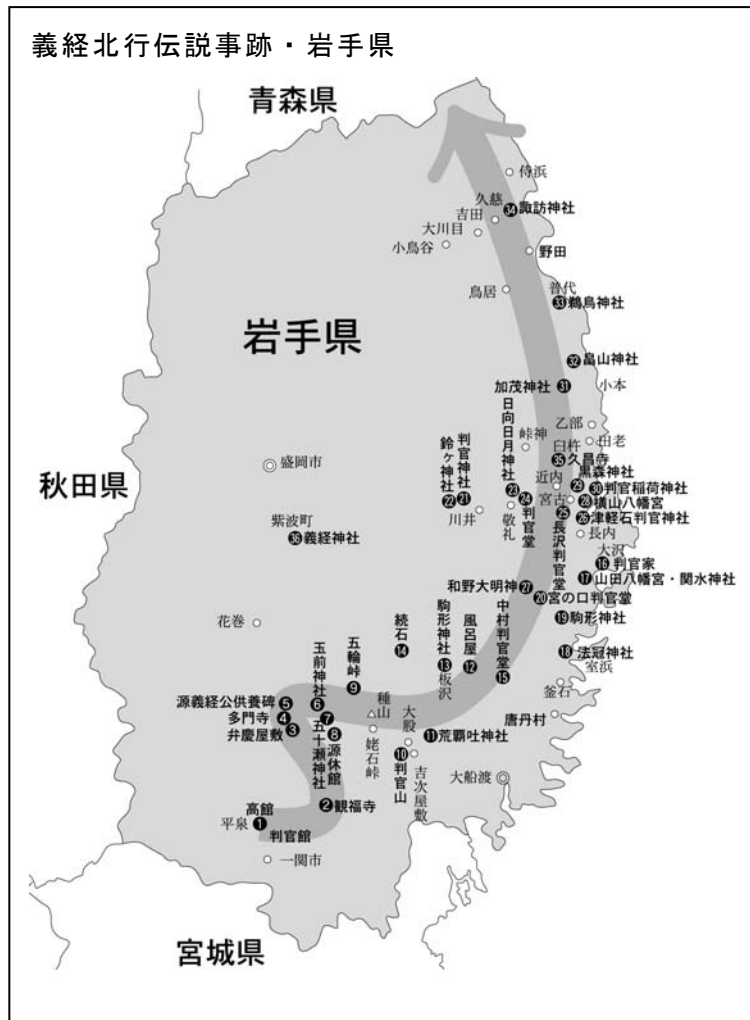 義経北行伝説事跡・岩手県
青森県
侍浜
久慈
㉞諏訪神社
吉田
大川目
小鳥谷
野田
鳥居
普代
㉝鵜鳥神社
岩手県
㉜畠山神社
加茂神社㉛
小本
乙部
田老
臼杵
㉟久昌寺
峠神
日向日月神社
㉓
㉔
判官堂
敬礼
鈴ヶ神社
㉒
判官神社
㉑
川井
近内
宮古
黒森神社
㉙
㉚判官稲荷神社
㉘横山八幡宮
㉕
長沢判官堂
㉖津軽石判官神社
長内
大沢
⑯判官家
⑰山田八幡宮・関水神社
秋田県
盛岡市
紫波町
㊱義経神社
和野大明神㉗
⑳宮の口判官堂
⑲駒形神社
花巻
続石
⑭
駒形神社
⑬
板沢
風呂屋
⑫
中村判官堂
⑮
⑱法冠神社
室浜
釜石
唐丹村
五輪峠
⑨
玉前神社
⑥
源義経公供養碑⑤
多門寺④
弁慶屋敷③
⑦
五十瀬神社
⑧
源休館
種山
姥石峠
大股
⑩
判官山
⑪荒覇吐神社
吉次屋敷
大船渡
②観福寺
高館
平泉①
判官館
一関市
宮城県